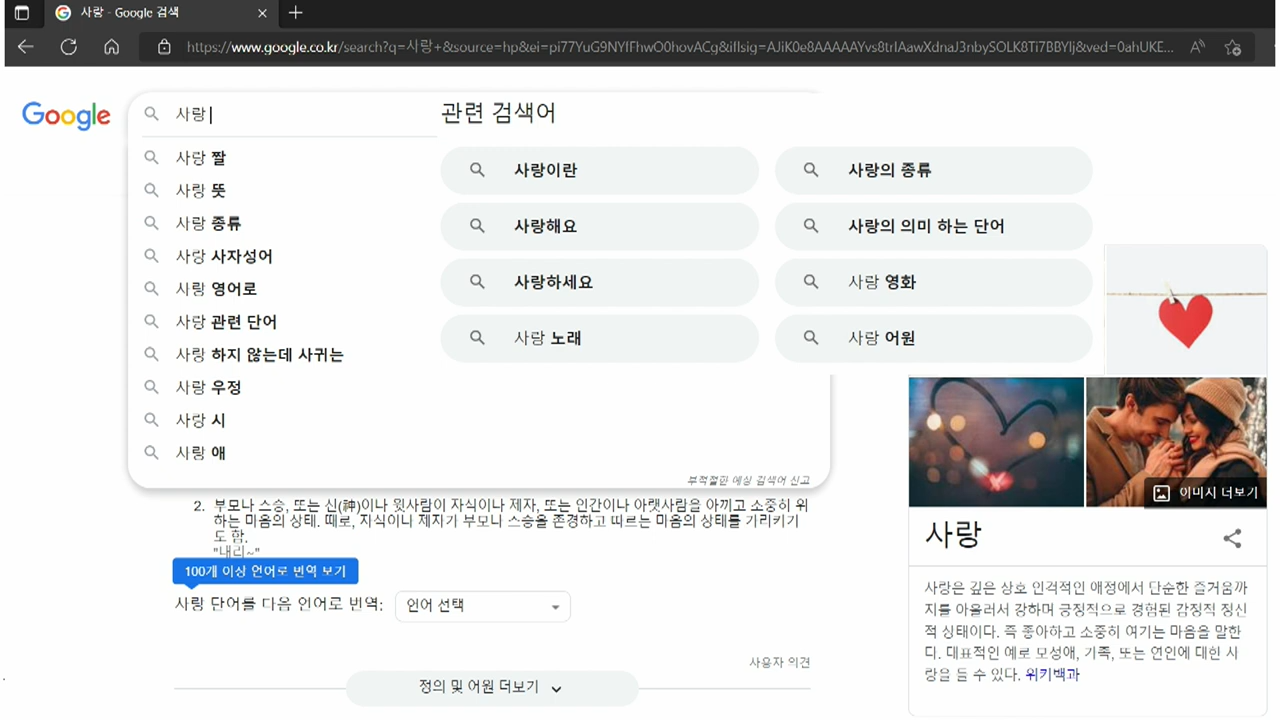 사랑 - Google 검색
https://www.google.co.kr/search?q=사랑+&source=hp&ei=pi77YuG9NYIFhwO0hovACg&iflsig=AJiK0e8AAAAAYvs8trIAawXdnaJ3nbySOLK8Ti7BBYlj&ved=0ahUKE...
Google
사랑
사랑 짤
사랑 뜻
사랑 종류
사랑 사자성어
사랑 영어로
사랑 관련 단어
사랑 하지 않는데 사귀는
사랑 우정
사랑 시
사랑 애
부적절한 예상 검색어 신고
관련 검색어
사랑이란
사랑의 종류
사랑해요
사랑의 의미 하는 단어
사랑하세요
사랑 영화
사랑 노래
사랑 어원
2. 부모나 스승, 또는 신(神)이나 윗사람이 자식이나 제자, 또는 인간이나 아랫사람을 아끼고 소중히 위
하는 마음의 상태. 때로, 자식이나 제자가 부모나 스승을 존경하고 따르는 마음의 상태를 가리키기
도 함.
"내리~"
100개 이상 언어로 번역 보기
사랑 단어를 다음 언어로 번역:
언어 선택
사용자 의견
정의 및 어원 더보기
이미지 더보기
사랑
사랑은 깊은 상호 인격적인 애정에서 단순한 즐거움까
지를 아울러서 강하며 긍정적으로 경험된 감정적 정신
적 상태이다. 즉 좋아하고 소중히 여기는 마음을 말한
다. 대표적인 예로 모성애, 가족, 또는 연인에 대한 사
랑을 들 수 있다. 위키백과